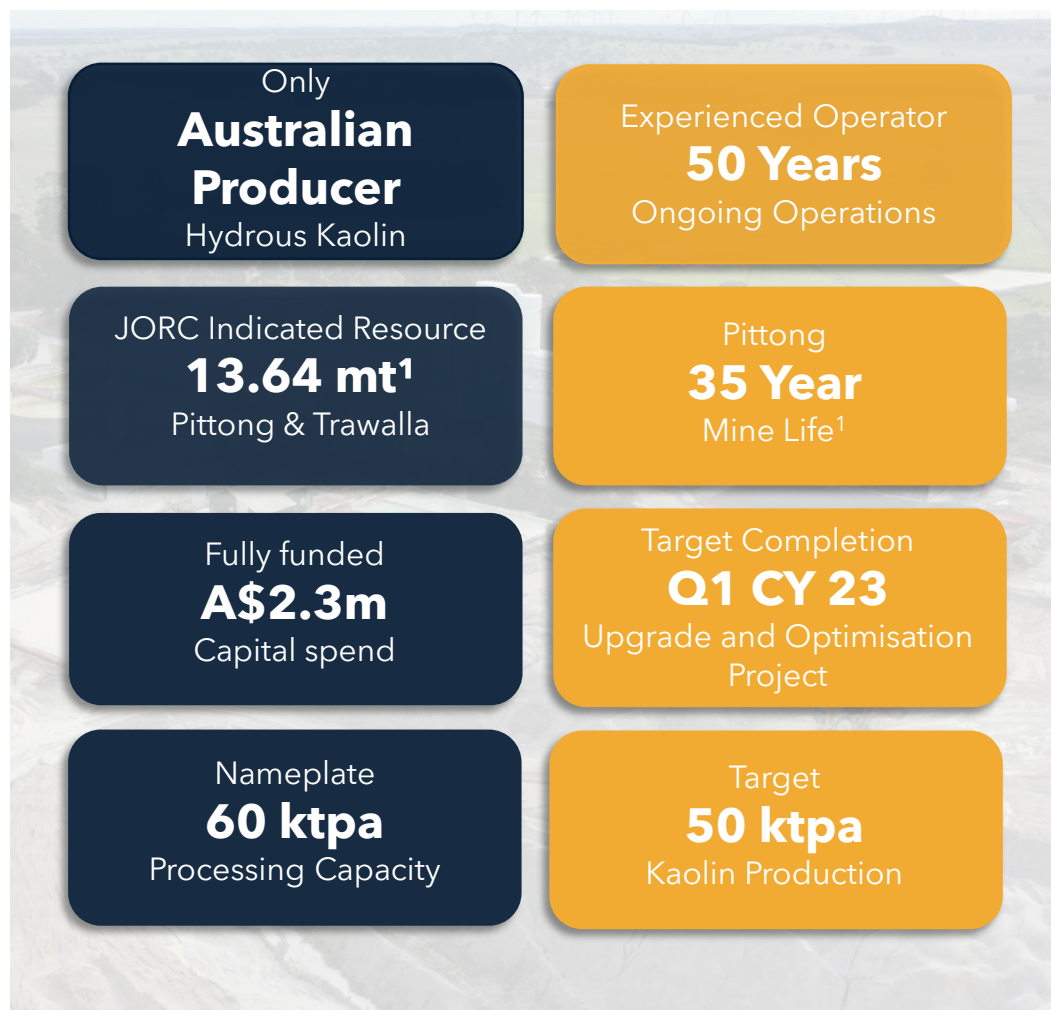 Only
Australian
Producer
Hydrous Kaolin
Experienced Operator
50 Years
Ongoing Operations
JORC Indicated Resource
13.64 mt¹
Pittong & Trawalla
Pittong
35 Year
Mine Life¹
Fully funded
A$2.3m
Capital spend
Target Completion
Q1 CY 23
Upgrade and Optimisation
Project
Nameplate
60 ktpa
Processing Capacity
Target
50 ktpa
Kaolin Production